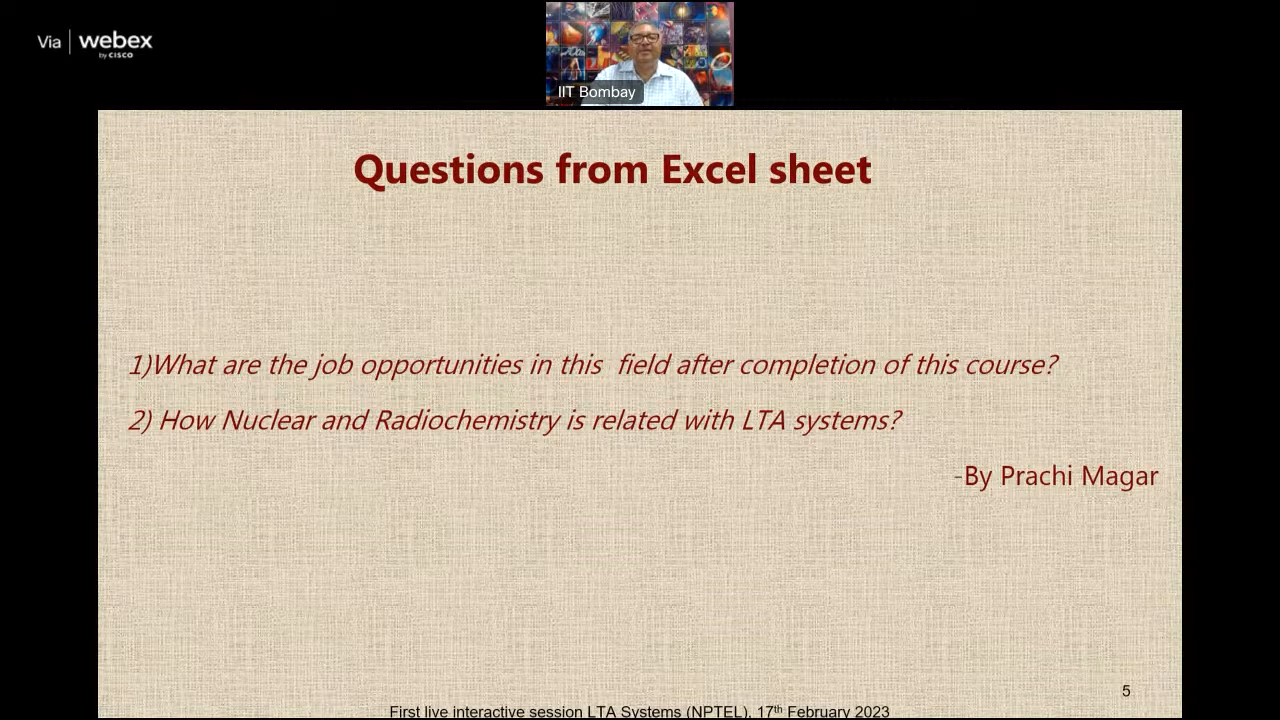 Via | webex
by CISCO
IIT Bombay
Questions from Excel sheet
1)What are the job opportunities in this  field after completion of this course?
2) How Nuclear and Radiochemistry is related with LTA systems?
-By Prachi Magar
5
First live interactive session LTA Systems (NPTEL), 17th February 2023